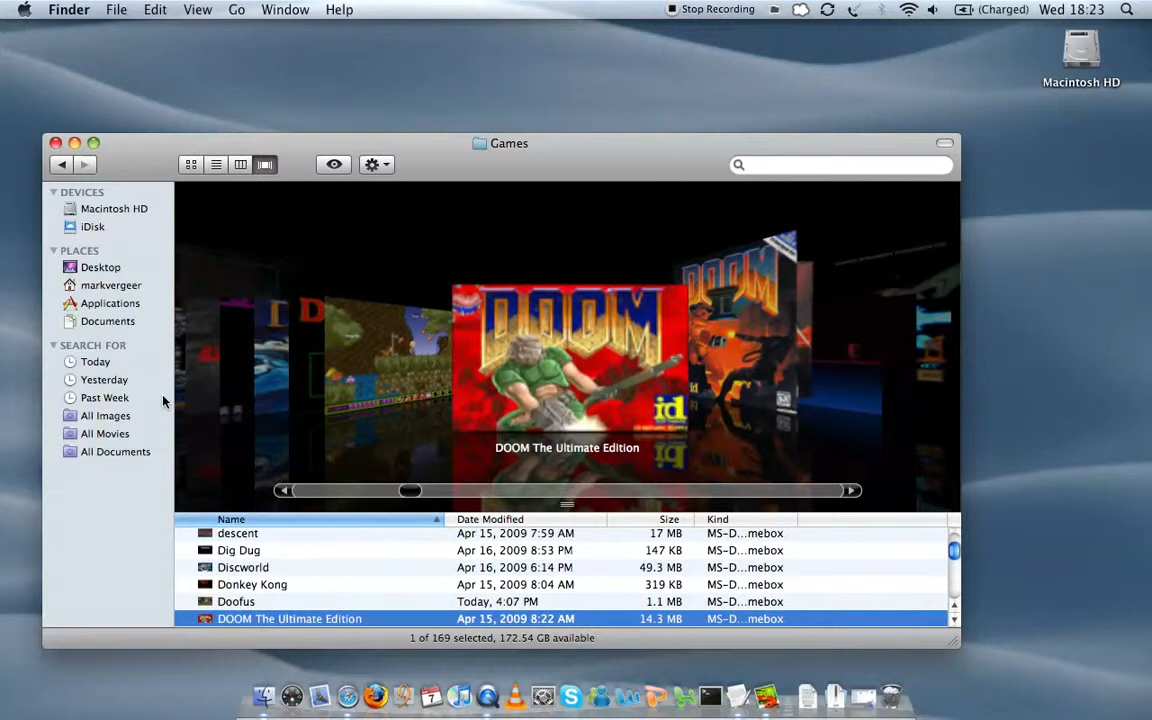 Finder File Edit View Go Window Help Stop Recording (Charged) Wed 18:23
Macintosh HD
Games
DEVICES
Macintosh HD
iDisk
PLACES
Desktop
markvergeer
Applications
Documents
SEARCH FOR
Today
Yesterday
Past Week
All Images
All Movies
All Documents
DOOM
DOOM
id
DOOM The Ultimate Edition
Name Date Modified Size Kind
descent Apr 15, 2009 7:59 AM 17 MB MS-D...mebox
Dig Dug Apr 16, 2009 8:53 PM 147 KB MS-D...mebox
Discworld Apr 16, 2009 6:14 PM 49.3 MB MS-D...mebox
Donkey Kong Apr 15, 2009 8:04 AM 319 KB MS-D...mebox
Doofus Today, 4:07 PM 1.1 MB MS-D...mebox
DOOM The Ultimate Edition Apr 15, 2009 8:22 AM 14.3 MB MS-D...mebox
1 of 169 selected, 172.54 GB available